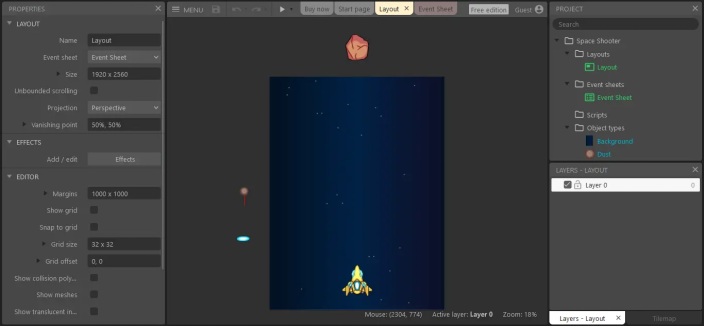 PROPERTIES
LAYOUT
Name Layout
Event sheet Event Sheet
Size 1920 x 2560
Unbounded scrolling
Projection Perspective
Vanishing point 50%, 50%
EFFECTS
Add / edit Effects
EDITOR
Margins 1000 x 1000
Show grid
Snap to grid
Grid size 32 x 32
Grid offset 0, 0
Show collision poly...
Show meshes
Show translucent in...
MENU Buy now Start page Layout Event Sheet Free edition Guest
Mouse: (2304, 774) Active layer: Layer 0 Zoom: 18%
PROJECT
Search
Space Shooter
Layouts
Layout
Event sheets
Event Sheet
Scripts
Object types
Background
Dust
LAYERS - LAYOUT
Layer 0 0
Layers - Layout Tilemap